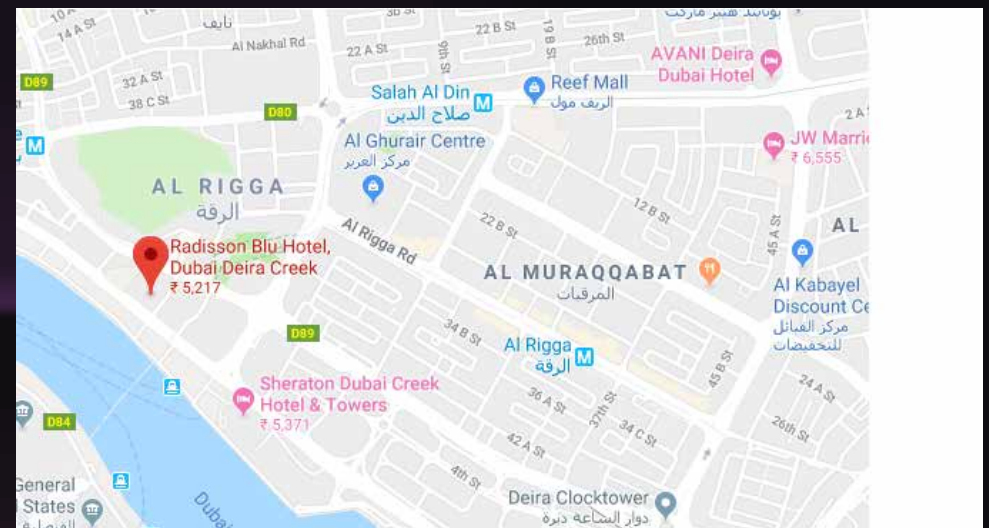 14 A St
نايف
Al Nakhal Rd
22 A St
9th St
22 B St
19 B St
26th St
AVANI Deira
Dubai Hotel
D89
32 A St
38 C St
D80
Salah Al Din
صلاح الدين
Reef Mall
الريف مول
Al Ghurair Centre
مركز الغرير
JW Marri
₹ 6,555
AL RIGGA
الرقة
Al Rigga Rd
22 B St
12 B St
45 A St
AL
Radisson Blu Hotel,
Dubai Deira Creek
₹ 5,217
AL MURAQQABAT
المرقبات
Al Kabayel
Discount Ce
مركز القبائل
للتخفيضات
D89
34 B St
Al Rigga
الرقة
45 B St
Sheraton Dubai Creek
Hotel & Towers
₹ 5,371
36 A St
37th St
34 C St
24 A St
26th St
D84
42 A St
4th St
General
States
Dubai
Deira Clocktower
دوار الساعة ديرة